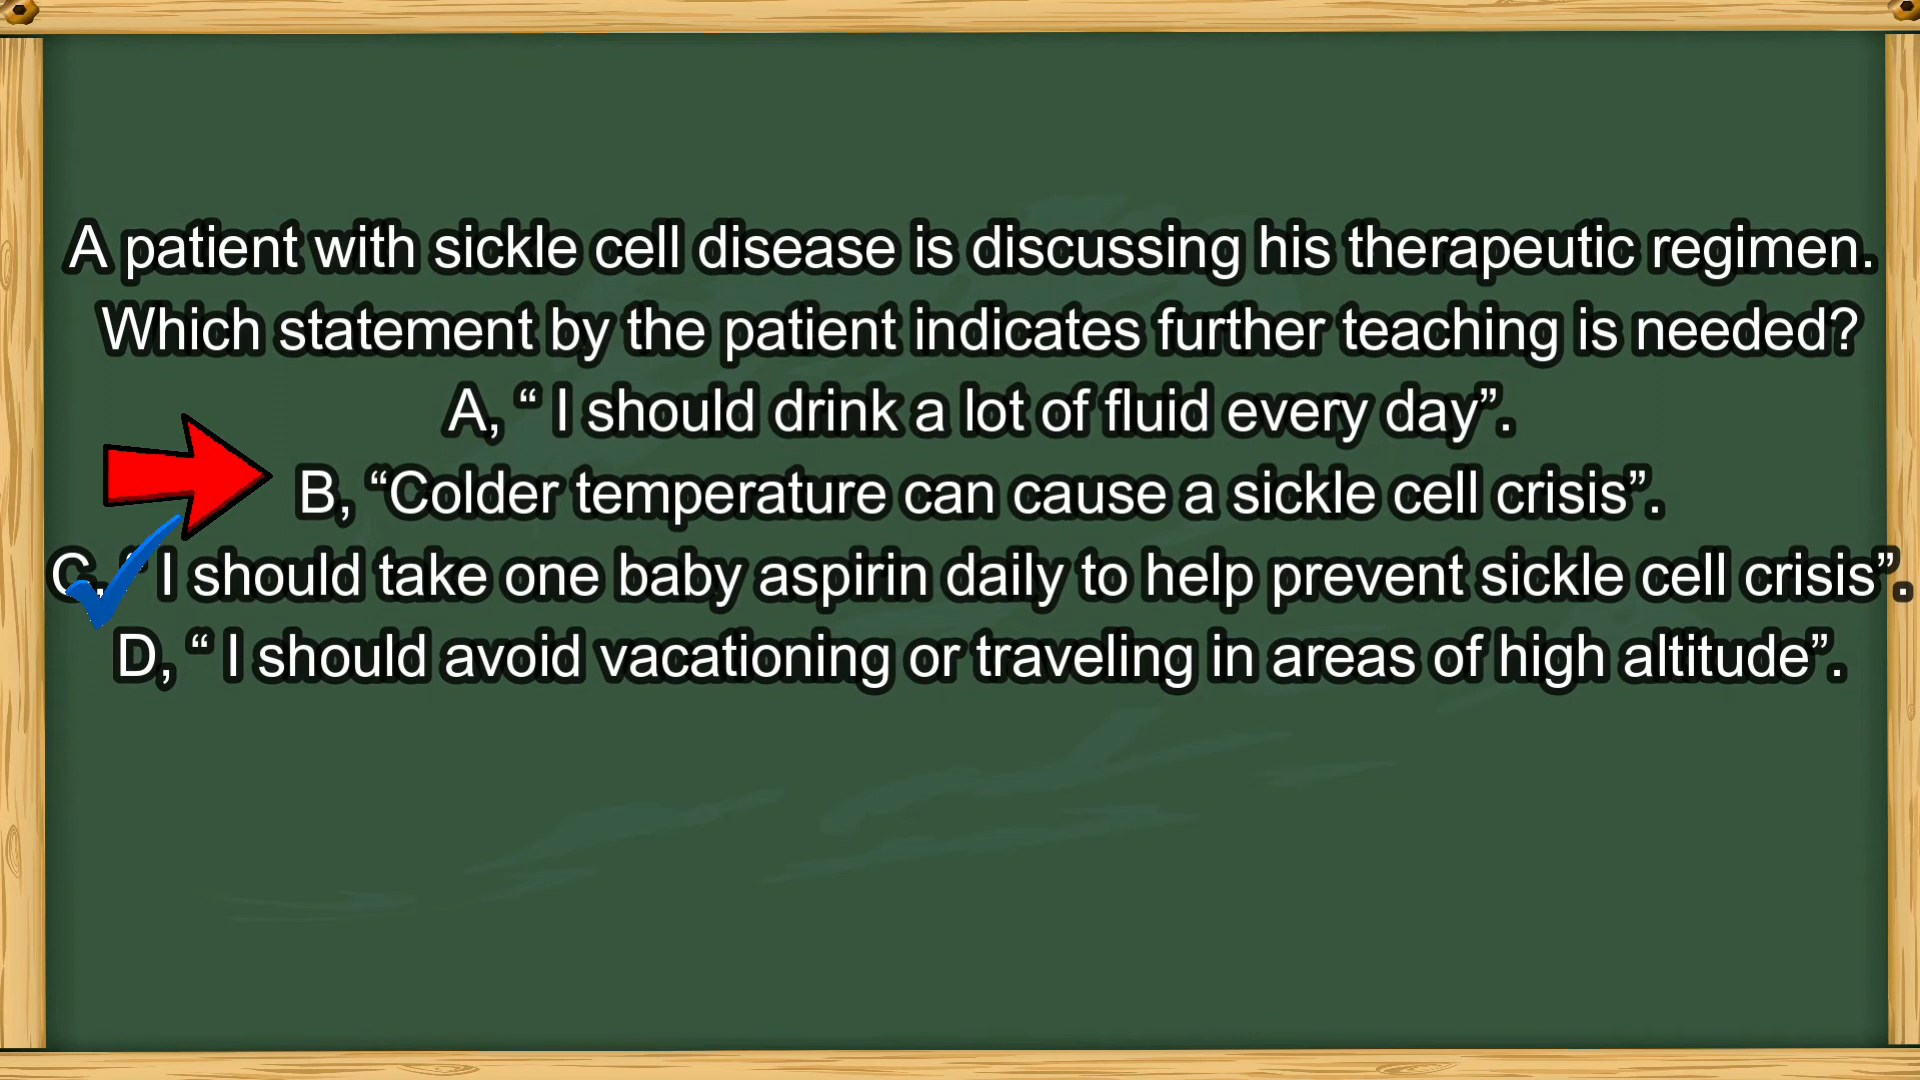 A patient with sickle cell disease is discussing his therapeutic regimen.
Which statement by the patient indicates further teaching is needed?
A, “ I should drink a lot of fluid every day”.
B, “Colder temperature can cause a sickle cell crisis”.
C, “ I should take one baby aspirin daily to help prevent sickle cell crisis”.
D, “ I should avoid vacationing or traveling in areas of high altitude”.